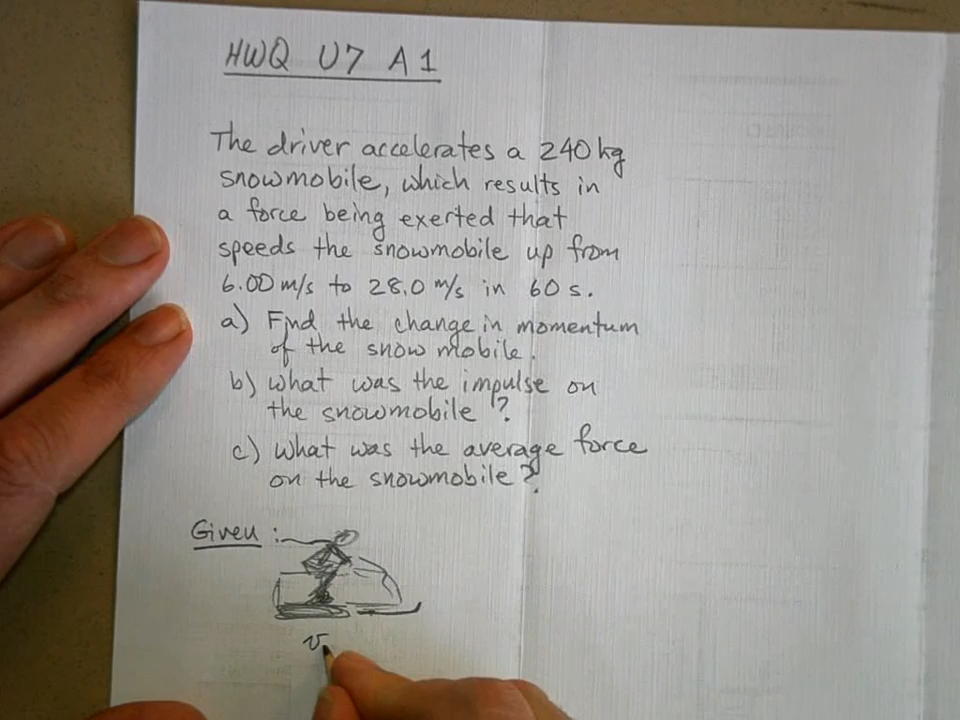 HWQ U7 A1
The driver accelerates a 240 kg
snowmobile, which results in
a force being exerted that
speeds the snowmobile up from
6.00 m/s to 28.0 m/s in 60 s.
a) Find the change in momentum
of the snow mobile.
b) What was the impulse on
the snowmobile?
c) What was the average force
on the snowmobile?
Given :
v